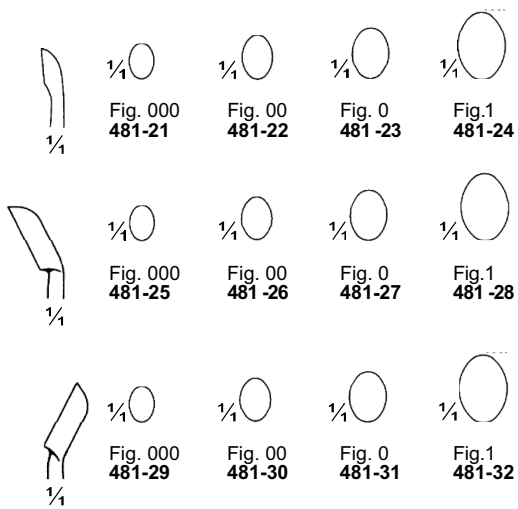 ⅟₁ ⅟₁ ⅟₁ ⅟₁
Fig. 000 Fig. 00 Fig. 0 Fig.1
481-21 481-22 481 -23 481-24
⅟₁
⅟₁ ⅟₁ ⅟₁ ⅟₁
Fig. 000 Fig. 00 Fig. 0 Fig.1
481-25 481 -26 481-27 481 -28
⅟₁
⅟₁ ⅟₁ ⅟₁ ⅟₁
Fig. 000 Fig. 00 Fig. 0 Fig.1
481-29 481-30 481-31 481-32
⅟₁